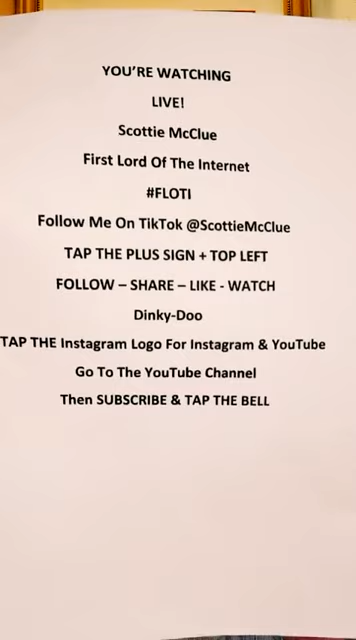 YOU'RE WATCHING
LIVE!
Scottie McClue
First Lord Of The Internet
#FLOTI
Follow Me On TikTok @ScottieMcClue
TAP THE PLUS SIGN + TOP LEFT
FOLLOW – SHARE – LIKE - WATCH
Dinky-Doo
TAP THE Instagram Logo For Instagram & YouTube
Go To The YouTube Channel
Then SUBSCRIBE & TAP THE BELL